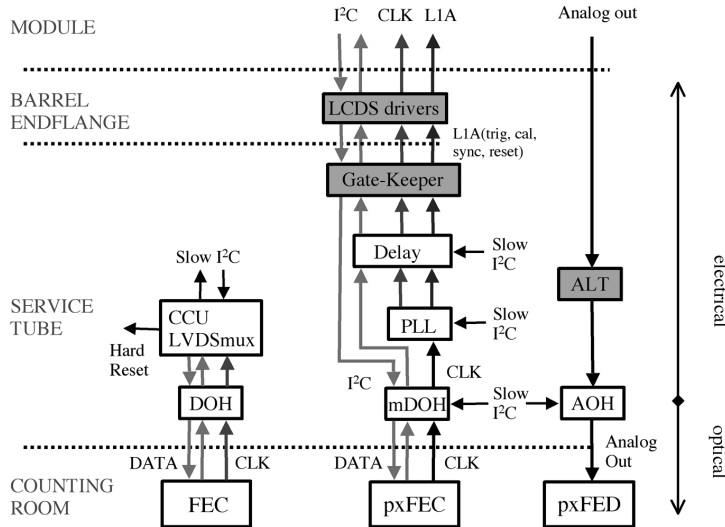 MODULE
I²C
CLK
L1A
Analog out
BARREL
ENDFLANGE
LCDS drivers
L1A(trig, cal,
sync, reset)
Gate-Keeper
Delay
Slow
I²C
SERVICE
TUBE
Slow I²C
CCU
LVDSmux
Hard
Reset
PLL
Slow
I²C
ALT
electrical
I²C
CLK
DOH
mDOH
Slow
I²C
AOH
optical
DATA
CLK
DATA
CLK
Analog
Out
COUNTING
ROOM
FEC
pxFEC
pxFED